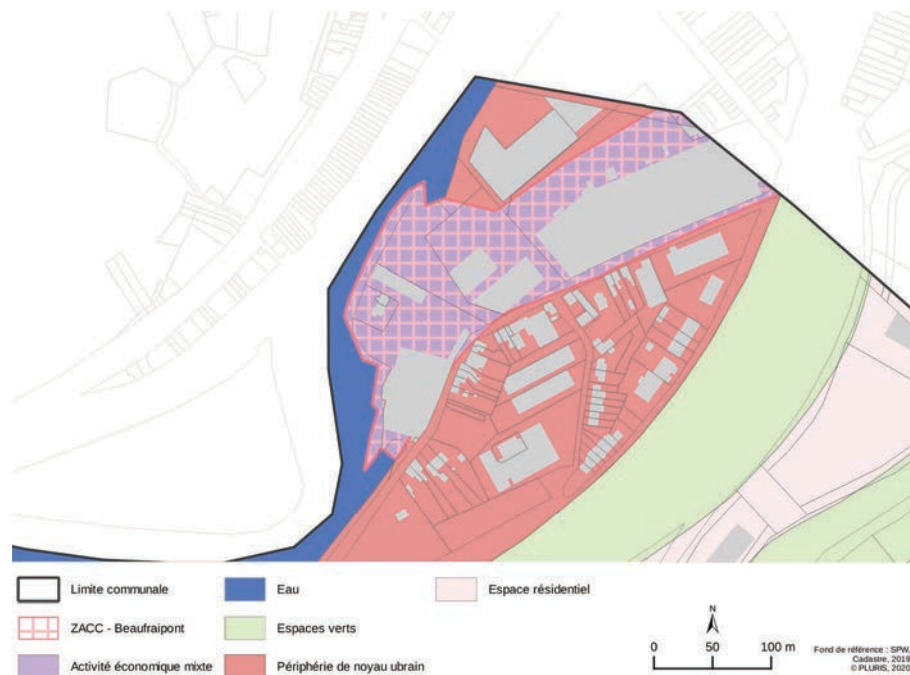 Limite communale
Eau
Espace résidentiel
ZACC - Beaufraipont
Espaces verts
Activité économique mixte
Périphérie de noyau ubrain
N
0 50 100 m
Fond de référence : SPW,
Cadastre, 2019
© PLURIS, 2020